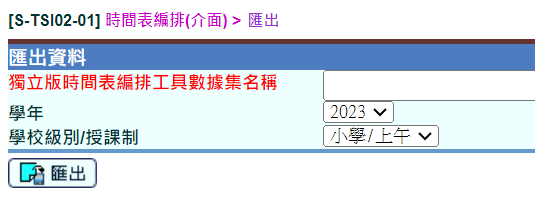 [S-TSI02-01] 時間表編排(介面) > 匯出
匯出資料
獨立版時間表編排工具數據集名稱
學年 2023
學校級別/授課制 小學/上午
匯出